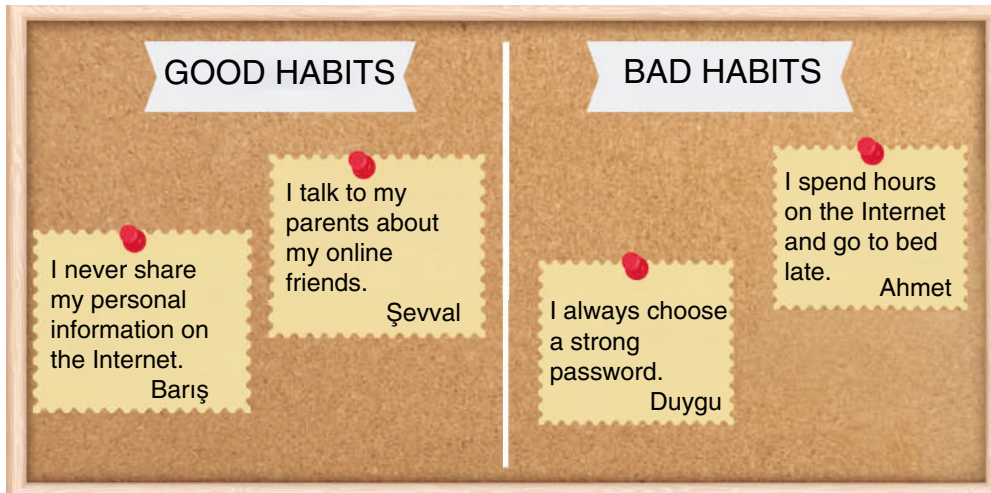 GOOD HABITS
I never share
my personal
information on
the Internet.
Barış
I talk to my
parents about
my online
friends.
Şevval
BAD HABITS
I always choose
a strong
password.
Duygu
I spend hours
on the Internet
and go to bed
late.
Ahmet